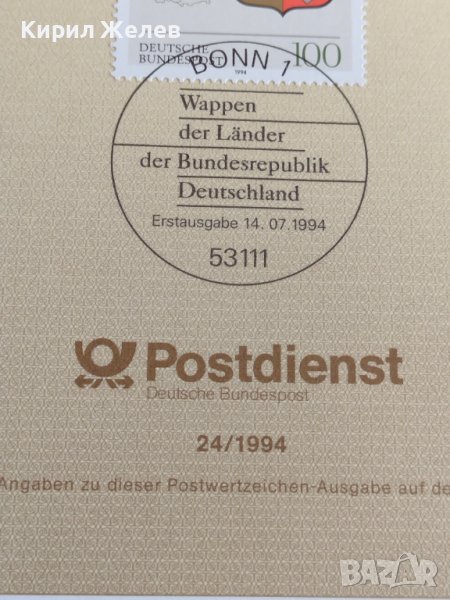 Кирил Желев
DEUTSCHE
BUNDESPOST
1994
100
BONN 1
Wappen
der Länder
der Bundesrepublik
Deutschland
Erstausgabe 14.07.1994
53111
Postdienst
Deutsche Bundespost
24/1994
Angaben zu dieser Postwertzeichen-Ausgabe auf de
BAZAR